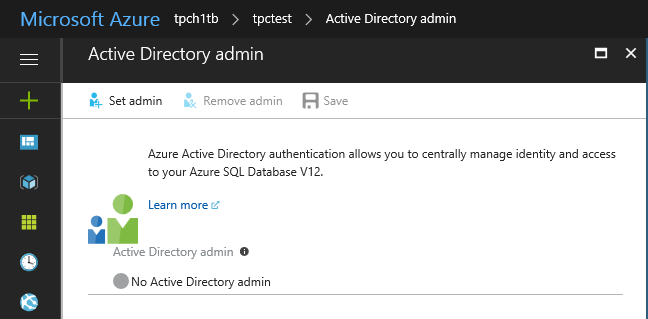 Microsoft Azure tpch1tb > tpctest > Active Directory admin
Active Directory admin
Set admin Remove admin Save
Azure Active Directory authentication allows you to centrally manage identity and access
to your Azure SQL Database V12.
Learn more
Active Directory admin
No Active Directory admin